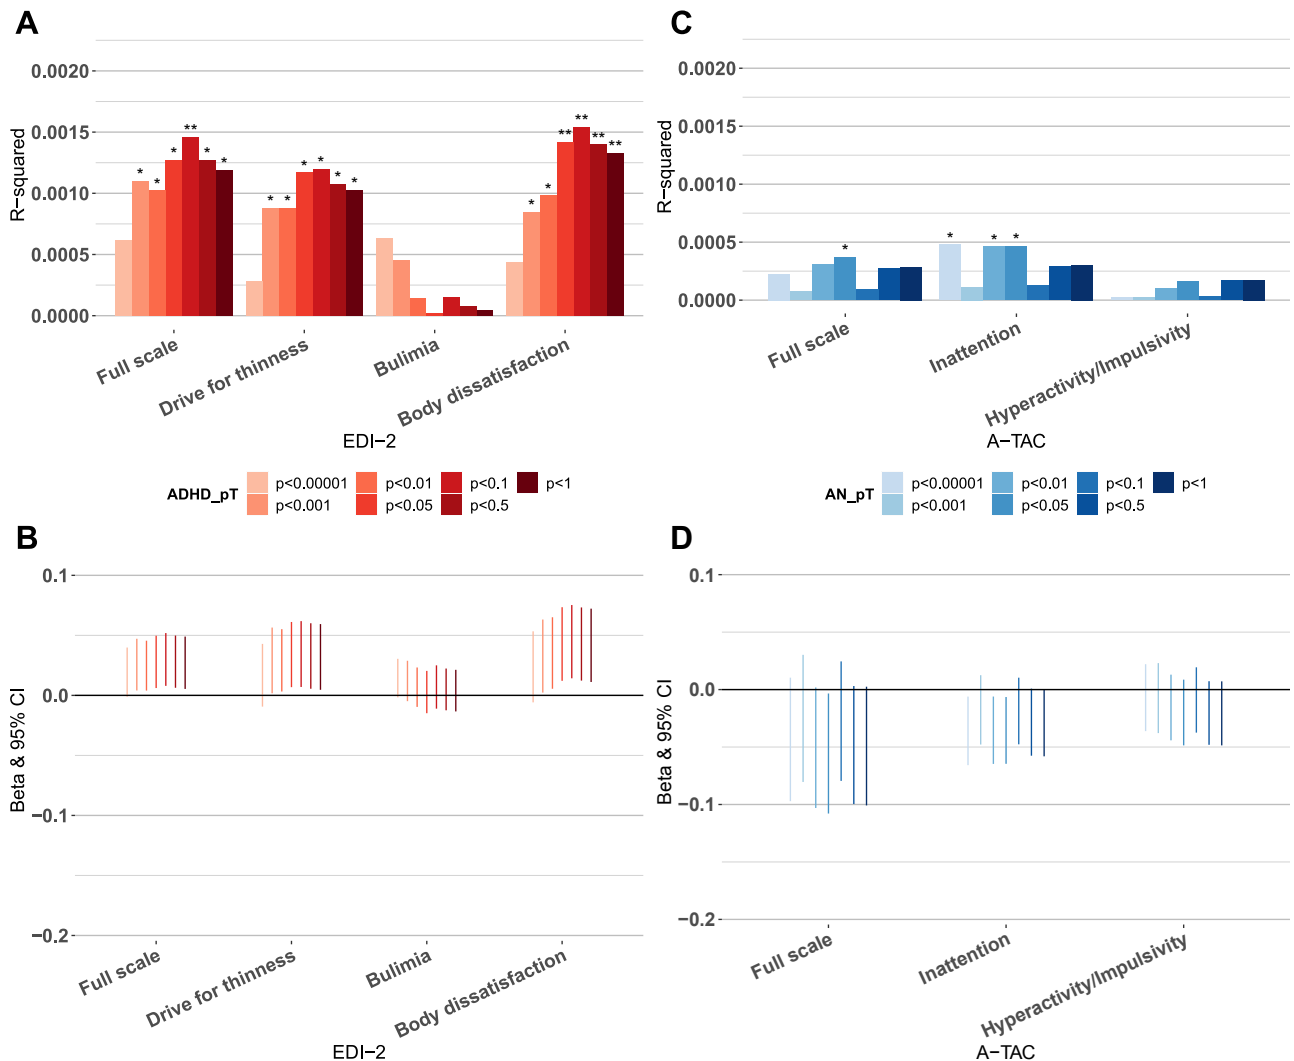 A
R−squared
0.0020
0.0015
0.0010
0.0005
0.0000
* * * ** * *
* * * * * *
* * ** ** ** **
Full scale
Drive for thinness
Bulimia
Body dissatisfaction
EDI−2
ADHD_pT
p<0.00001
p<0.01
p<0.1
p<1
p<0.001
p<0.05
p<0.5
B
Beta & 95% CI
0.1
0.0
−0.1
−0.2
Full scale
Drive for thinness
Bulimia
Body dissatisfaction
EDI−2
C
R−squared
0.0020
0.0015
0.0010
0.0005
0.0000
*
* * *
Full scale
Inattention
Hyperactivity/Impulsivity
A−TAC
AN_pT
p<0.00001
p<0.01
p<0.1
p<1
p<0.001
p<0.05
p<0.5
D
Beta & 95% CI
0.1
0.0
−0.1
−0.2
Full scale
Inattention
Hyperactivity/Impulsivity
A−TAC